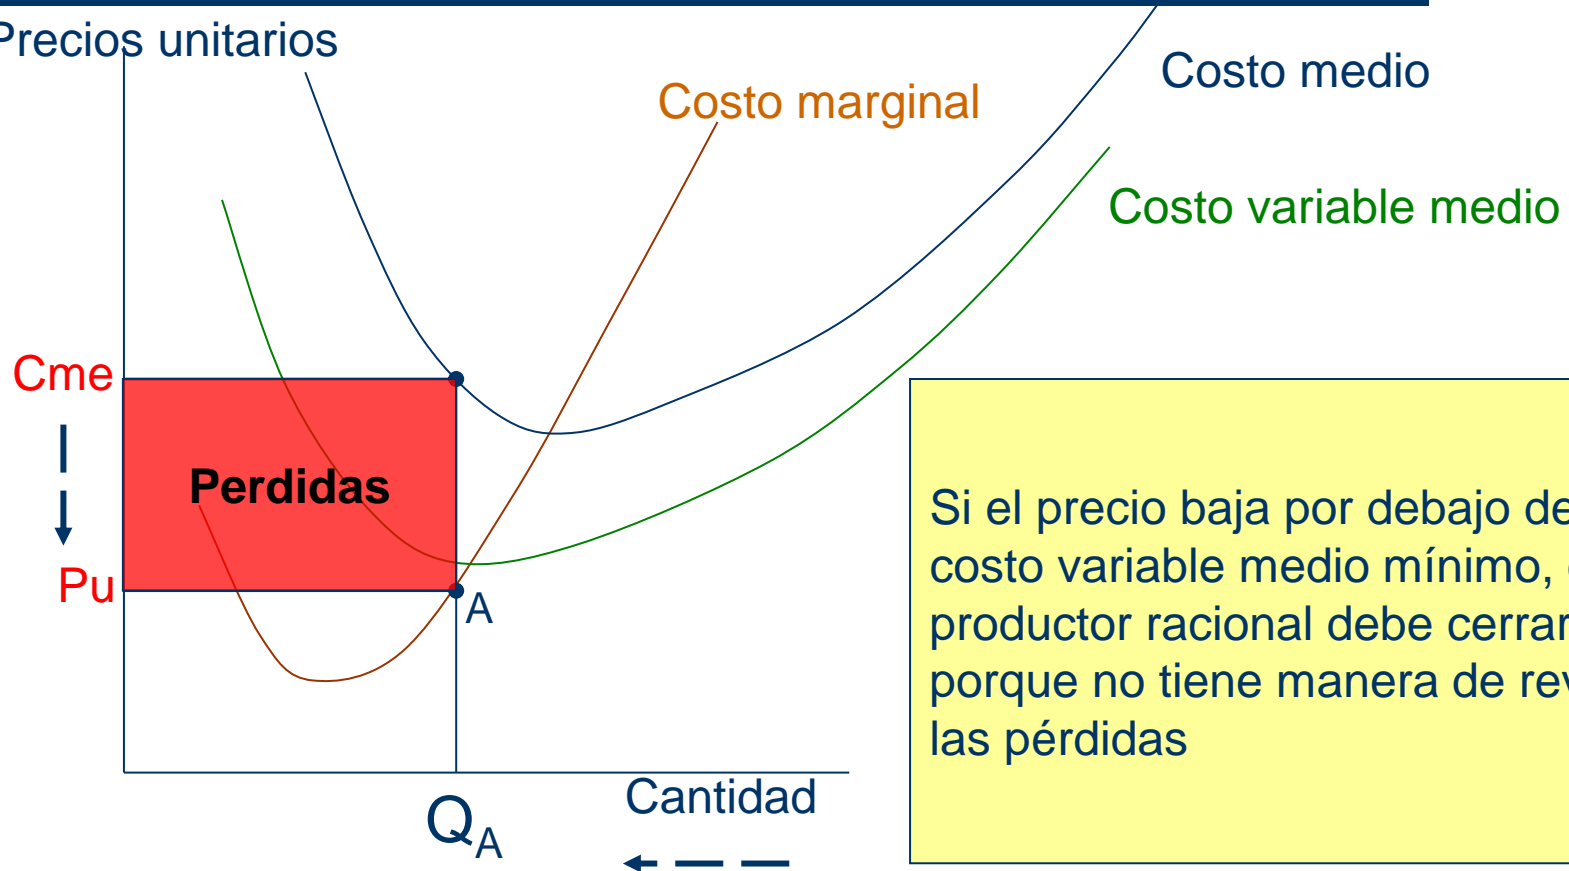 Precios unitarios
Costo medio
Costo marginal
Costo variable medio
Cme
Perdidas
Pu
A
Si el precio baja por debajo de
costo variable medio mínimo,
productor racional debe cerrar
porque no tiene manera de
las pérdidas
Cantidad
QA